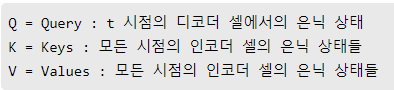 Q = Query : t 시점의 디코더 셀에서의 은닉 상태
K = Keys : 모든 시점의 인코더 셀의 은닉 상태들
V = Values : 모든 시점의 인코더 셀의 은닉 상태들